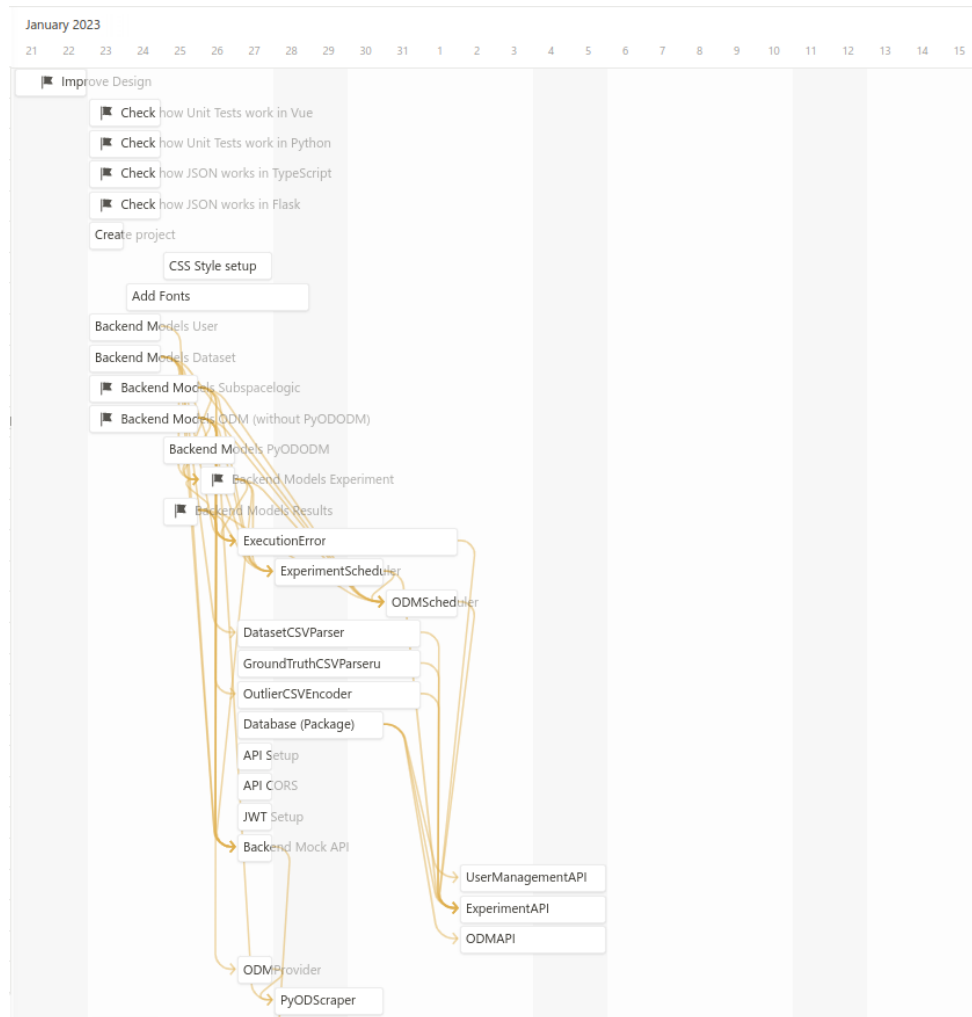 January 2023
21 22 23 24 25 26 27 28 29 30 31 1 2 3 4 5 6 7 8 9 10 11 12 13 14 15
Improve Design
Check how Unit Tests work in Vue
Check how Unit Tests work in Python
Check how JSON works in TypeScript
Check how JSON works in Flask
Create project
CSS Style setup
Add Fonts
Backend Models User
Backend Models Dataset
Backend Models Subspacelogic
Backend Models ODM (without PyODODM)
Backend Models PyODODM
Backend Models Experiment
Backend Models Results
ExecutionError
ExperimentScheduler
ODMScheduler
DatasetCSVParser
GroundTruthCSVParseru
OutlierCSVEncoder
Database (Package)
API Setup
API CORS
JWT Setup
Backend Mock API
UserManagementAPI
ExperimentAPI
ODMAPI
ODMProvider
PyODScraper